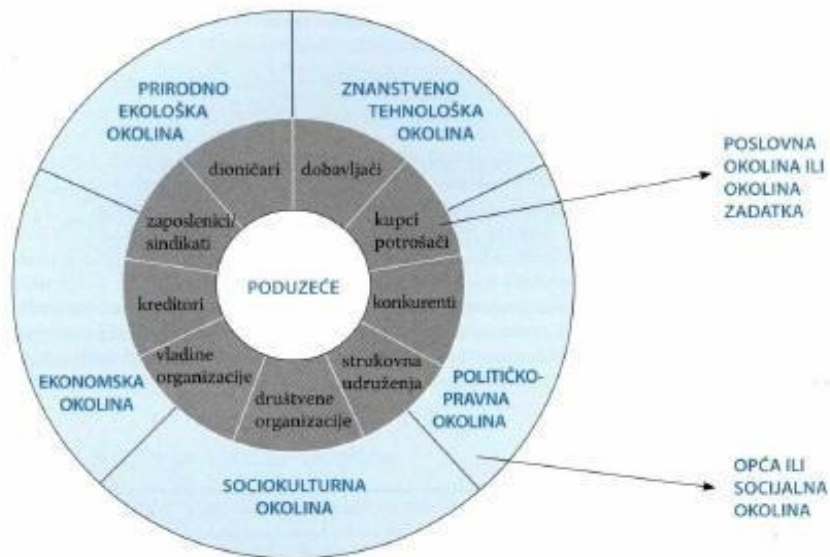 PRIRODNO
EKOLOŠKA
OKOLINA
ZNANSTVENO
TEHNOLOŠKA
OKOLINA
dioničari
dobavljači
POSLOVNA
OKOLINA ILI
OKOLINA
ZADATKA
zaposlenici/
sindikati
kupci
potrošači
PODUZEĆE
kreditori
konkurenti
vladine
organizacije
strukovna
udruženja
društvene
organizacije
EKONOMSKA
OKOLINA
POLITIČKO-
PRAVNA
OKOLINA
SOCIOKULTURNA
OKOLINA
OPĆA ILI
SOCIJALNA
OKOLINA